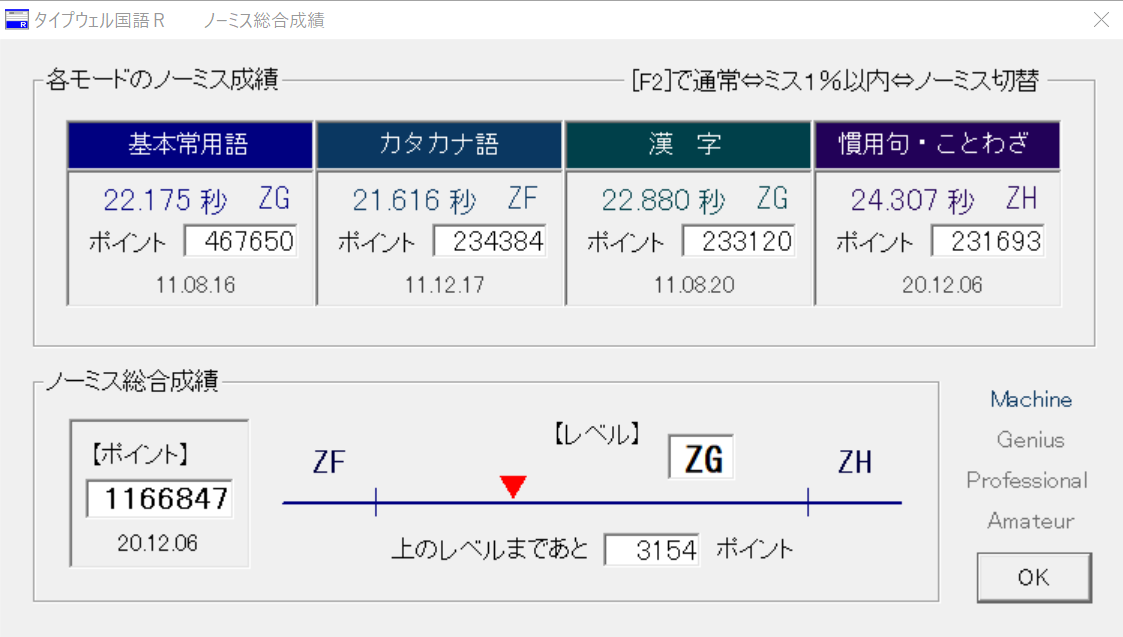 タイプウェル国語R ノーミス総合成績
各モードのノーミス成績 [F2]で通常⇔ミス1%以内⇔ノーミス切替
基本常用語 カタカナ語 漢 字 慣用句・ことわざ
22.175 秒 ZG 21.616 秒 ZF 22.880 秒 ZG 24.307 秒 ZH
ポイント 467650 ポイント 234384 ポイント 233120 ポイント 231693
11.08.16 11.12.17 11.08.20 20.12.06
ノーミス総合成績
【ポイント】
1166847
20.12.06
【レベル】 ZG
ZF ZH
上のレベルまであと 3154 ポイント
Machine
Genius
Professional
Amateur
OK